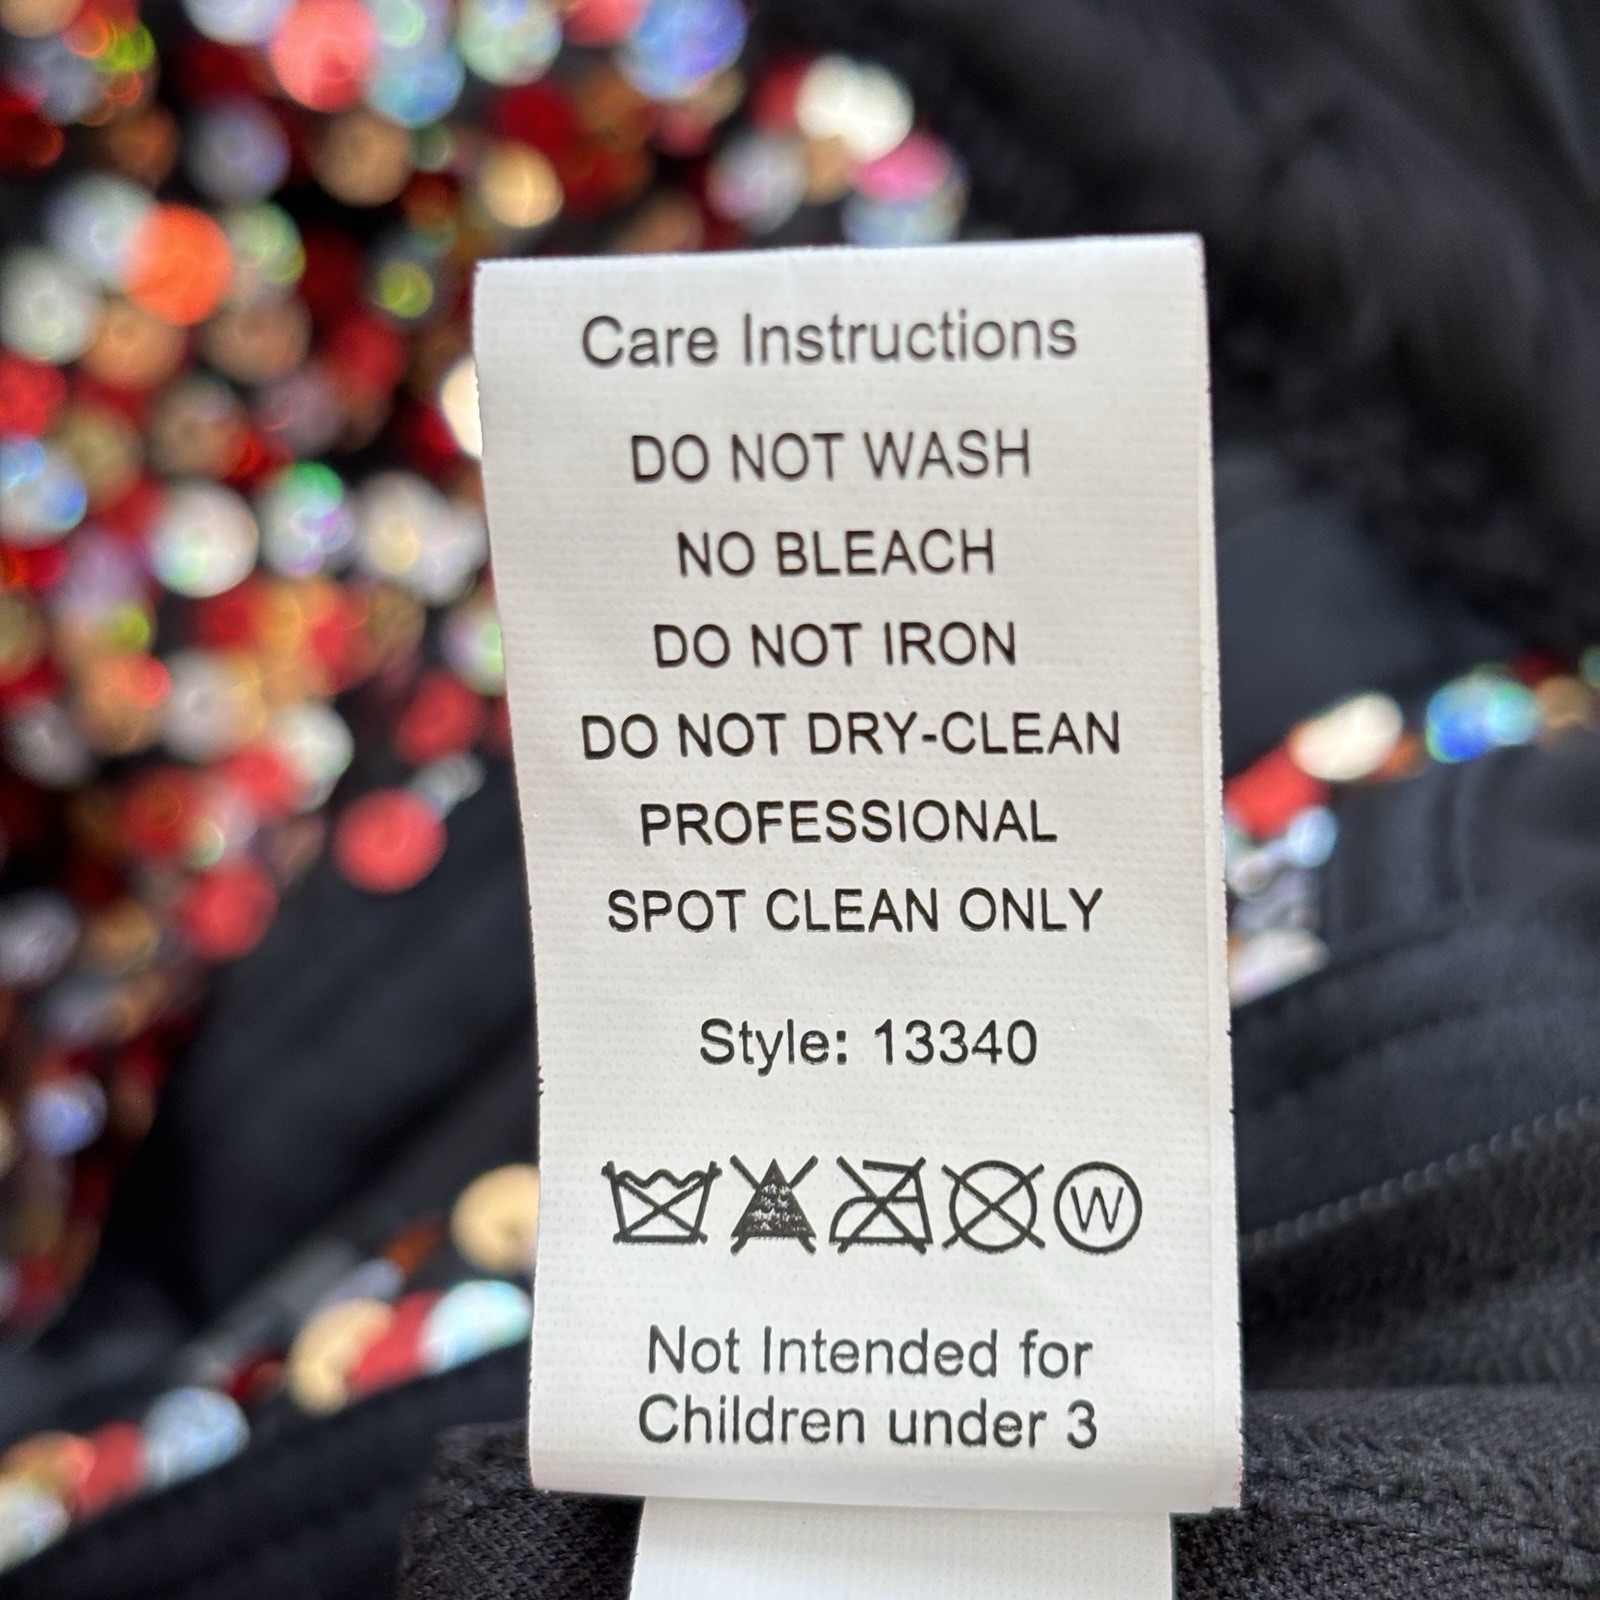 Care Instructions
DO NOT WASH
NO BLEACH
DO NOT IRON
DO NOT DRY-CLEAN
PROFESSIONAL
SPOT CLEAN ONLY
Style: 13340
W
Not Intended for
Children under 3